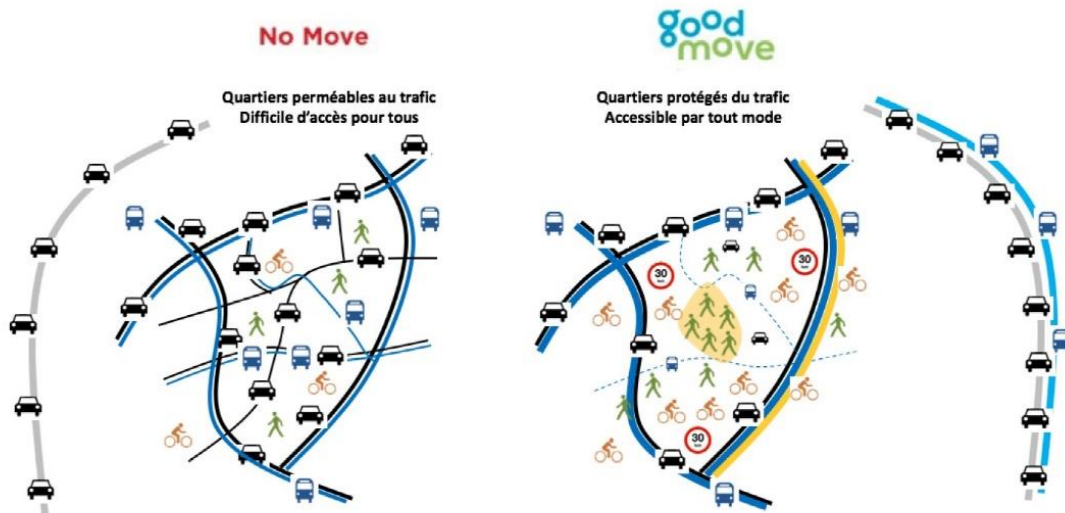 No Move
good
move
Quartiers perméables au trafic
Difficile d'accès pour tous
Quartiers protégés du trafic
Accessible par tout mode
30
30
30